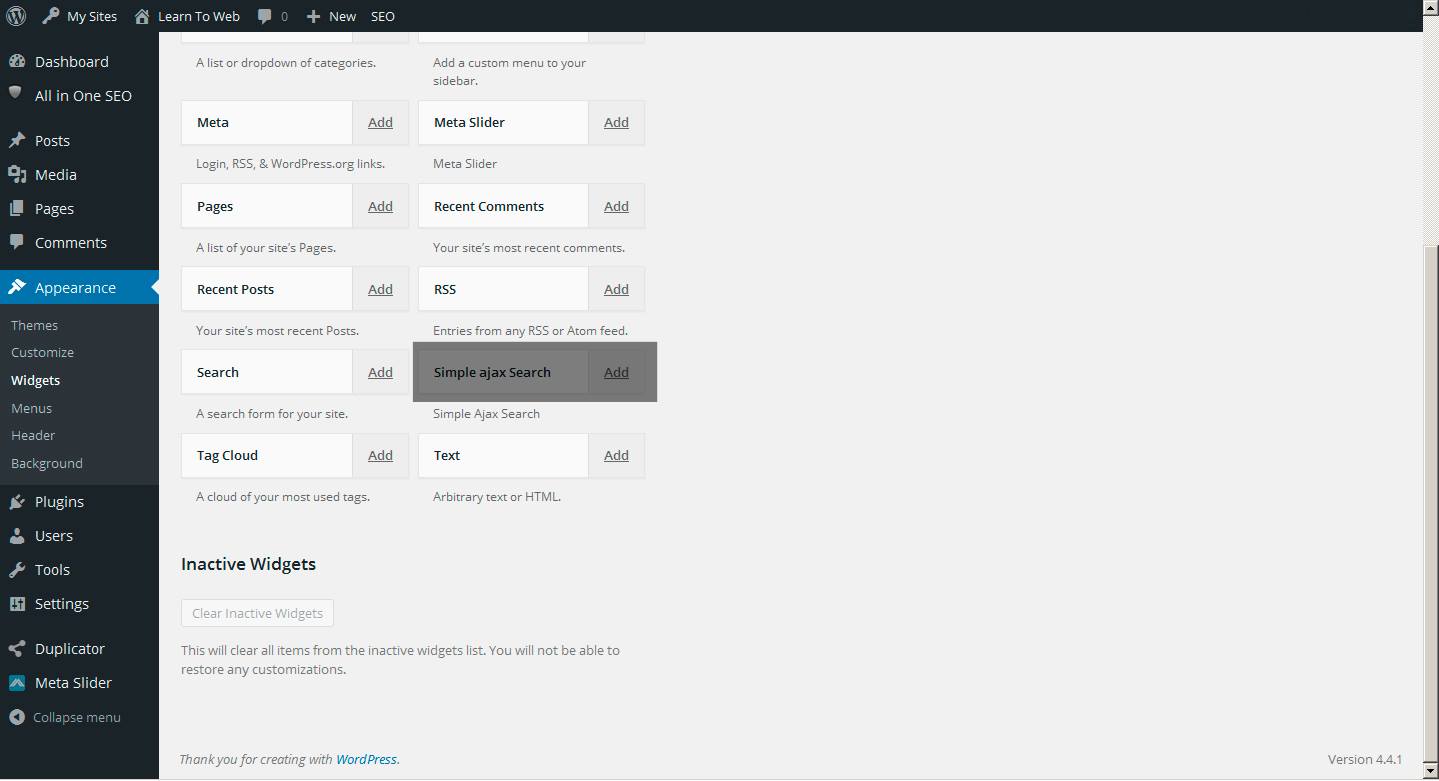 My Sites Learn To Web 0 New SEO
Dashboard
All in One SEO
Posts
Media
Pages
Comments
Appearance
Themes
Customize
Widgets
Menus
Header
Background
Plugins
Users
Tools
Settings
Duplicator
Meta Slider
Collapse menu
A list or dropdown of categories.
Add a custom menu to your
sidebar.
Meta Add
Meta Slider Add
Login, RSS, & WordPress.org links.
Meta Slider
Pages Add
Recent Comments Add
A list of your site's Pages.
Your site's most recent comments.
Recent Posts Add
RSS Add
Your site's most recent Posts.
Entries from any RSS or Atom feed.
Search Add
Simple ajax Search Add
A search form for your site.
Simple Ajax Search
Tag Cloud Add
Text Add
A cloud of your most used tags.
Arbitrary text or HTML.
Inactive Widgets
Clear Inactive Widgets
This will clear all items from the inactive widgets list. You will not be able to
restore any customizations.
Thank you for creating with WordPress.
Version 4.4.1